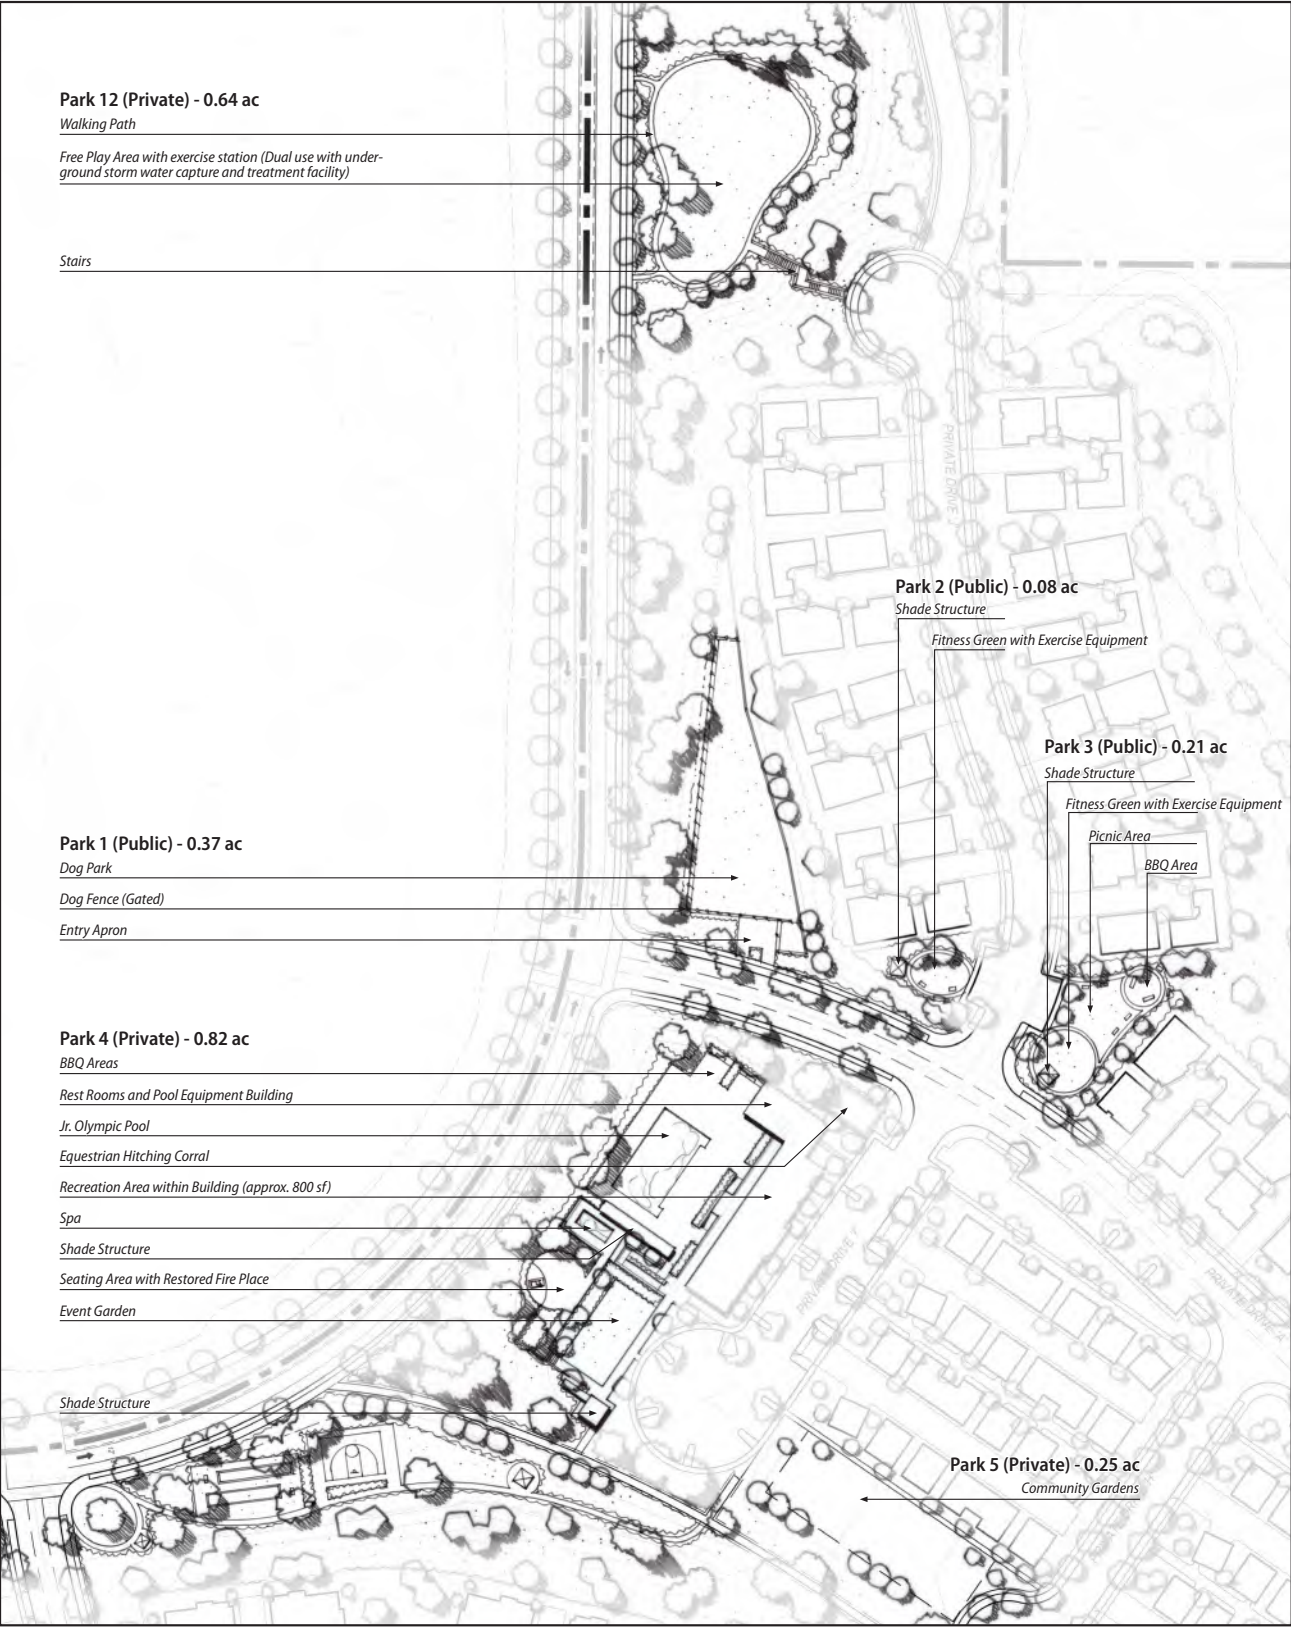 Park 12 (Private) - 0.64 ac
Walking Path
Free Play Area with exercise station (Dual use with under-
ground storm water capture and treatment facility)
Stairs
PRIVATE DRIVE
Park 2 (Public) - 0.08 ac
Shade Structure
Fitness Green with Exercise Equipment
Park 3 (Public) - 0.21 ac
Shade Structure
Fitness Green with Exercise Equipment
Picnic Area
BBQ Area
Park 1 (Public) - 0.37 ac
Dog Park
Dog Fence (Gated)
Entry Apron
Park 4 (Private) - 0.82 ac
BBQ Areas
Rest Rooms and Pool Equipment Building
Jr. Olympic Pool
Equestrian Hitching Corral
Recreation Area within Building (approx. 800 sf)
Spa
Shade Structure
Seating Area with Restored Fire Place
Event Garden
Shade Structure
PRIVATE DRIVE
Park 5 (Private) - 0.25 ac
Community Gardens